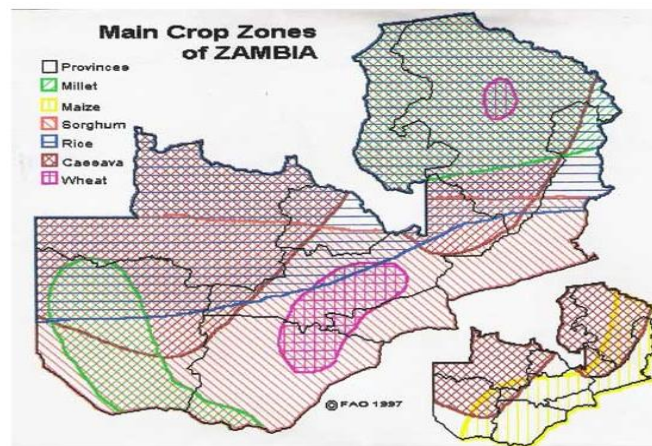 Main Crop Zones
of ZAMBIA
Provinces
Millet
Maize
Sorghum
Rice
Cassava
Wheat
© FAO 1997